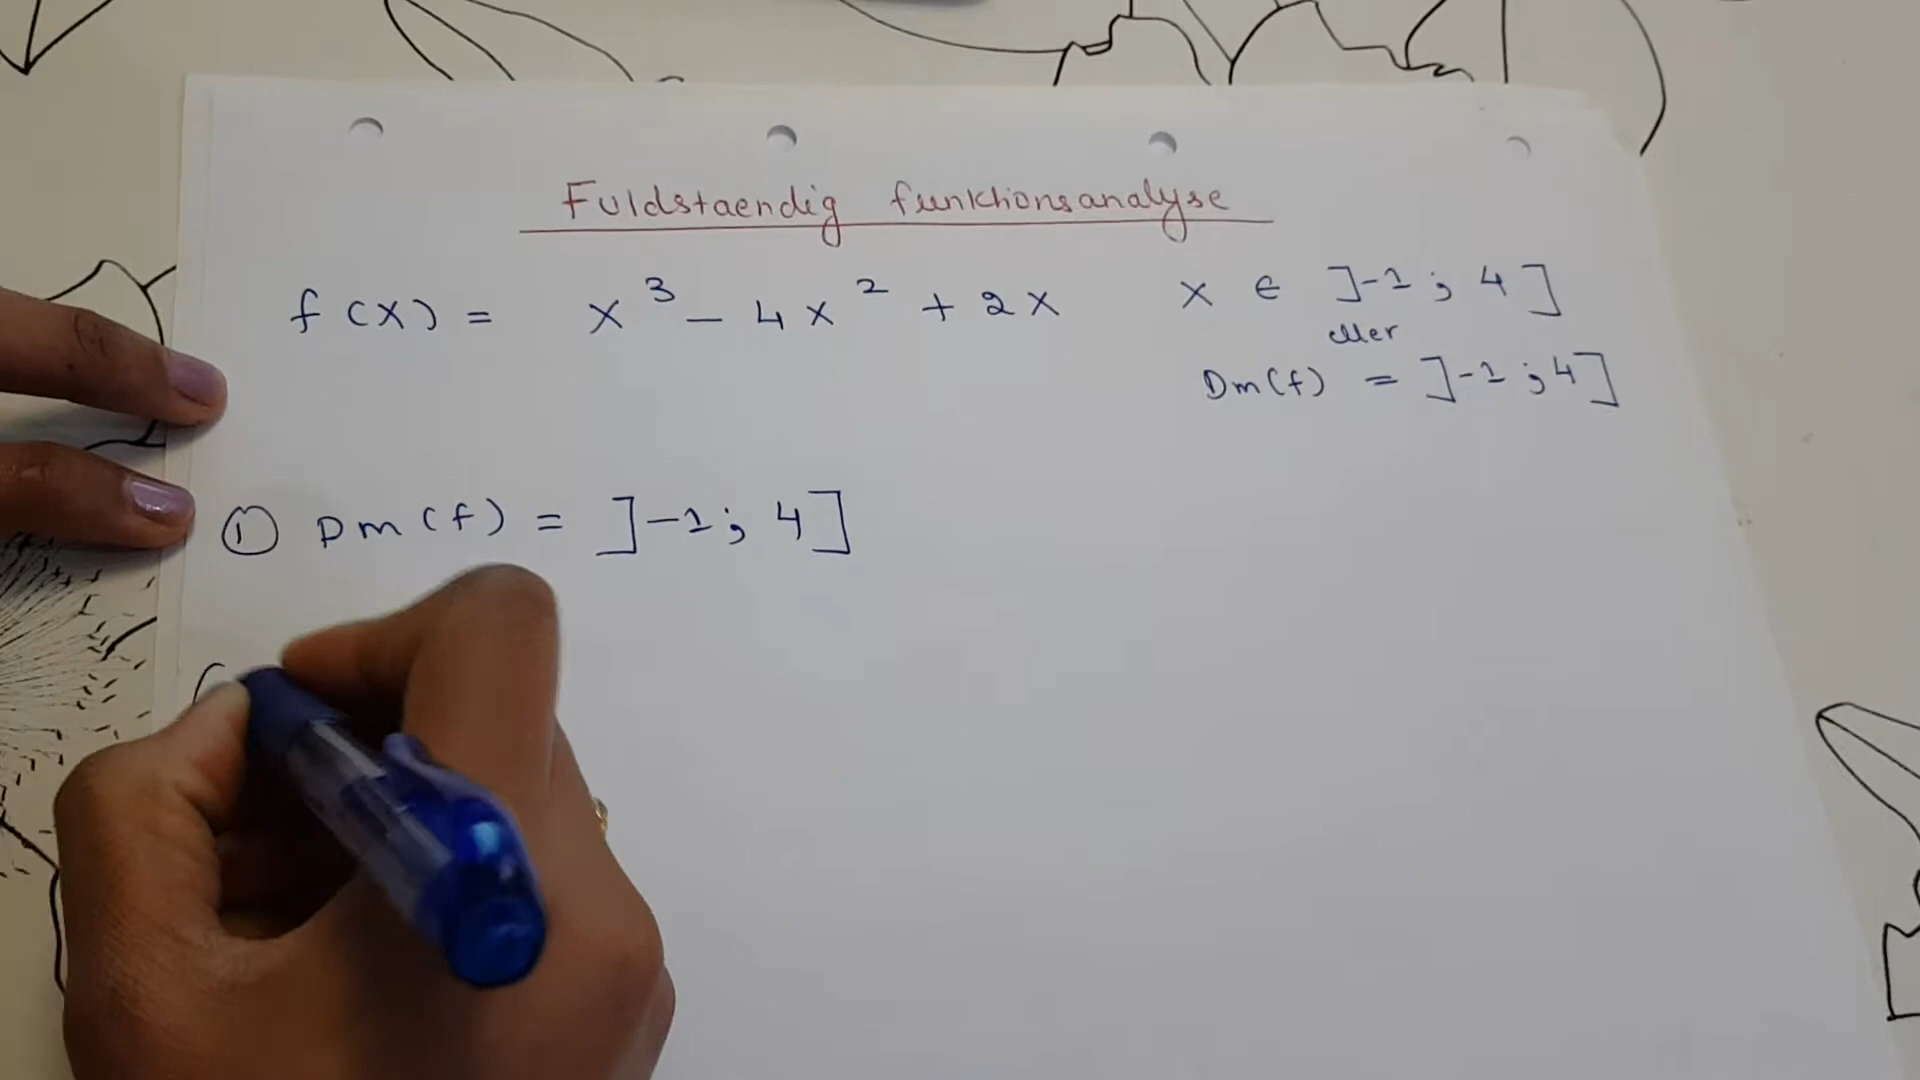 Fuldstaendig funktionsanalyse
f(x) = x³ - 4x² + 2x
x ∈ ]-1; 4]
eller
Dm(f) = ]-1; 4]
① Dm(f) = ]-1; 4]